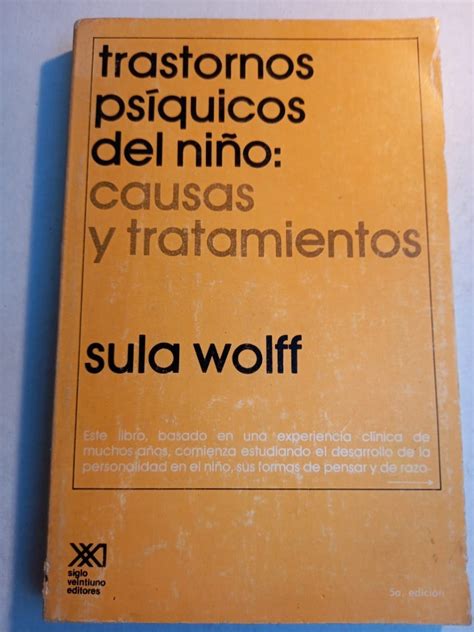 trastornos
psíquicos
del niño:
causas
y tratamientos
sula wolff
Este libro, basado en una experiencia clínica de
muchos años, comienza estudiando el desarrollo de la
personalidad en el niño, sus formas de pensar y de razo-
siglo
veintiuno
editores
5a. edición